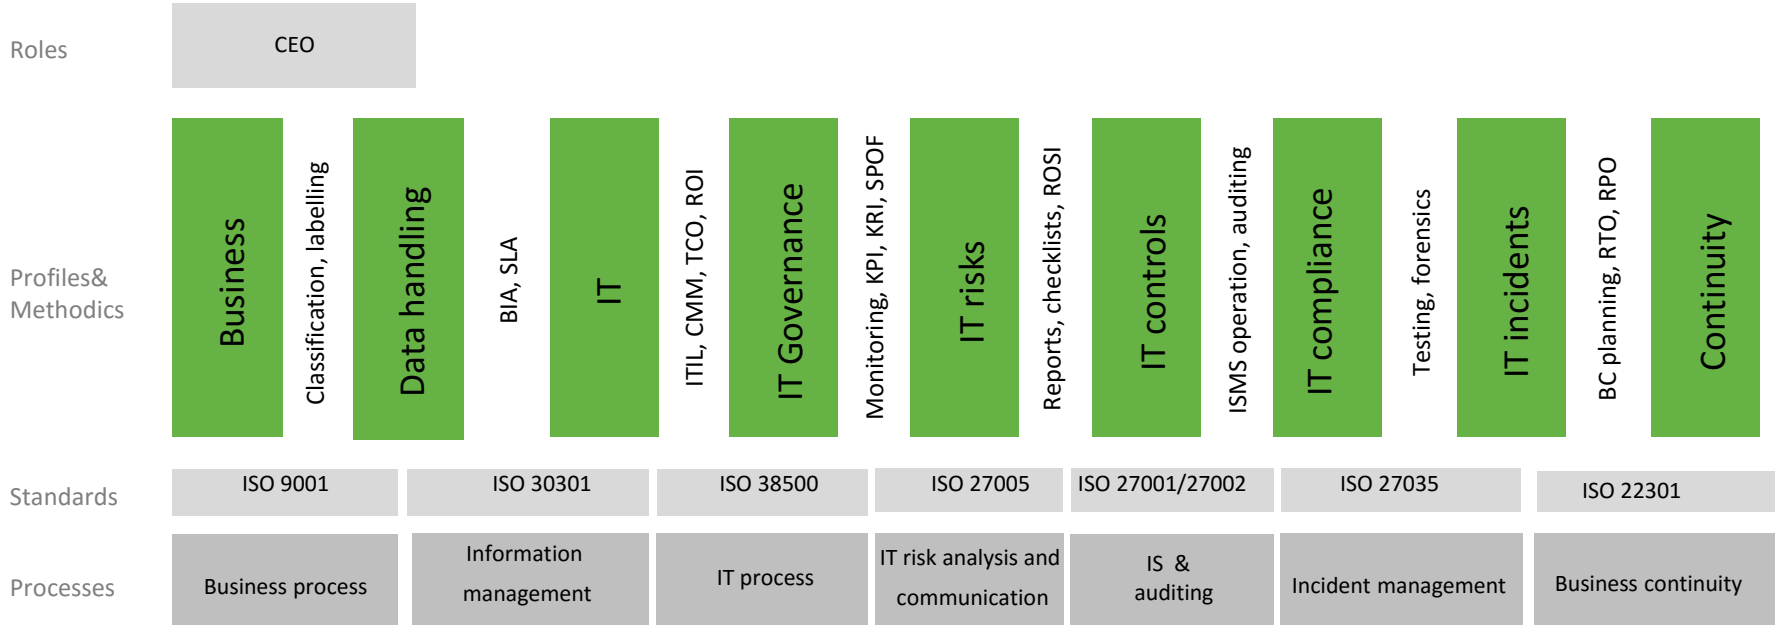 Roles
CEO
Profiles&
Methodics
Business
Classification, labelling
Data handling
BIA, SLA
IT
ITIL, CMM, TCO, ROI
IT Governance
Monitoring, KPI, KRI, SPOF
IT risks
Reports, checklists, ROSI
IT controls
ISMS operation, auditing
IT compliance
Testing, forensics
IT incidents
BC planning, RTO, RPO
Continuity
Standards
ISO 9001
ISO 30301
ISO 38500
ISO 27005
ISO 27001/27002
ISO 27035
ISO 22301
Processes
Business process
Information
management
IT process
IT risk analysis and
communication
IS &
auditing
Incident management
Business continuity